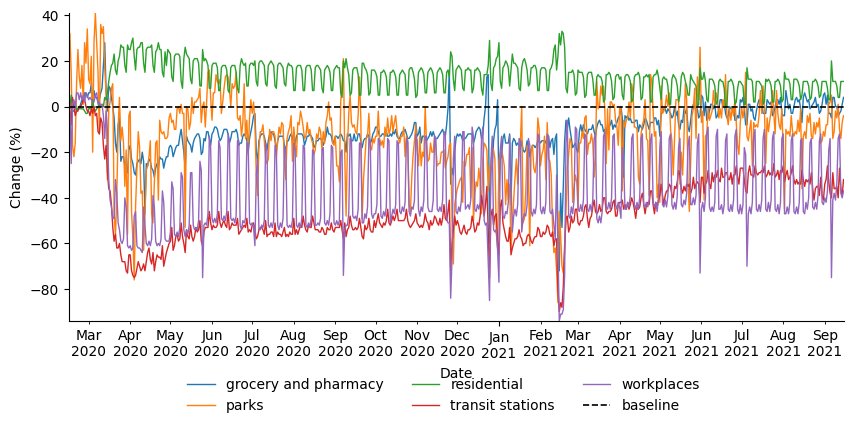 40
20
0
−20
−40
−60
−80
Change (%)
Mar Apr May Jun Jul Aug Sep Oct Nov Dec Jan Feb Mar Apr May Jun Jul Aug Sep
2020 2020 2020 2020 2020 2020 2020 2020 2020 2020 2021 2021 2021 2021 2021 2021 2021 2021 2021
Date
grocery and pharmacy residential workplaces
parks transit stations baseline